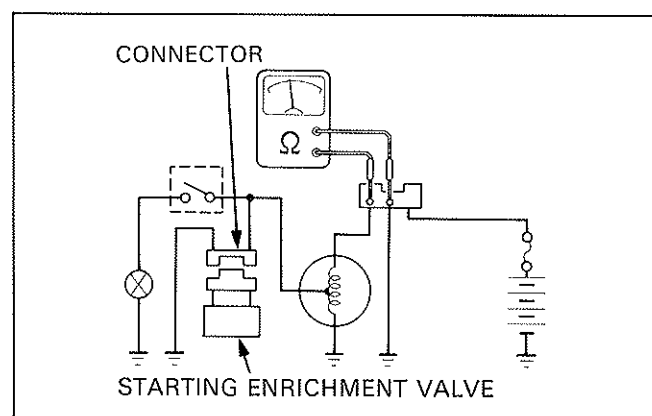 CONNECTOR
Ω
STARTING ENRICHMENT VALVE